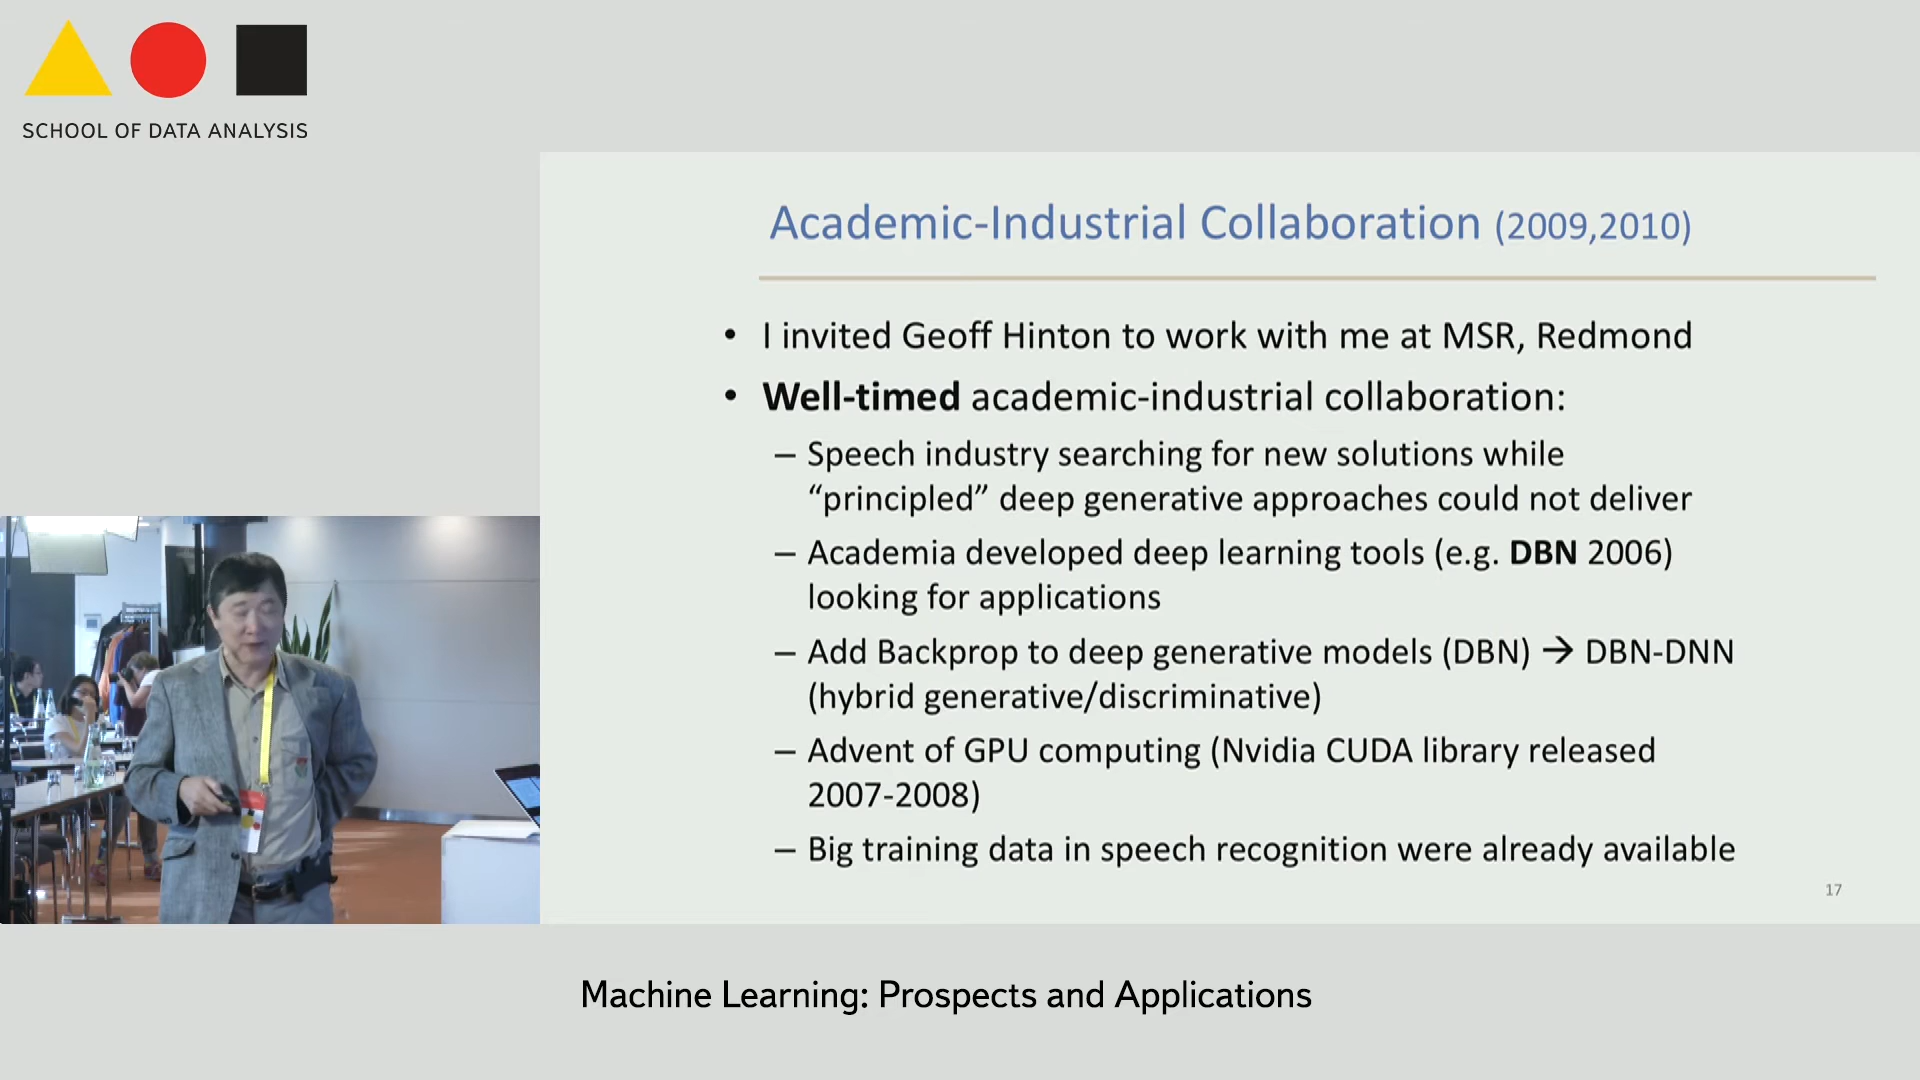 SCHOOL OF DATA ANALYSIS
Academic-Industrial Collaboration (2009,2010)
• I invited Geoff Hinton to work with me at MSR, Redmond
• Well-timed academic-industrial collaboration:
– Speech industry searching for new solutions while
“principled” deep generative approaches could not deliver
– Academia developed deep learning tools (e.g. DBN 2006)
looking for applications
– Add Backprop to deep generative models (DBN) → DBN-DNN
(hybrid generative/discriminative)
– Advent of GPU computing (Nvidia CUDA library released
2007-2008)
– Big training data in speech recognition were already available
17
Machine Learning: Prospects and Applications